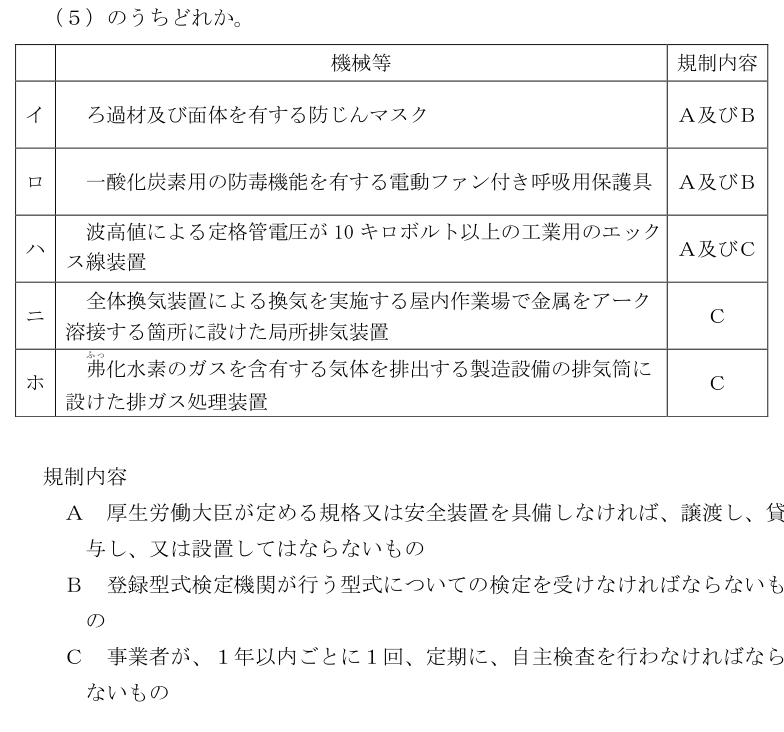 （５）のうちどれか。
機械等 規制内容
イ ろ過材及び面体を有する防じんマスク Ａ及びＢ
ロ 一酸化炭素用の防毒機能を有する電動ファン付き呼吸用保護具 Ａ及びＢ
ハ 波高値による定格管電圧が 10 キロボルト以上の工業用のエック
ス線装置 Ａ及びＣ
ニ 全体換気装置による換気を実施する屋内作業場で金属をアーク
溶接する箇所に設けた局所排気装置 Ｃ
ふっ
ホ 弗化水素のガスを含有する気体を排出する製造設備の排気筒に
設けた排ガス処理装置 Ｃ
規制内容
Ａ 厚生労働大臣が定める規格又は安全装置を具備しなければ、譲渡し、貸
与し、又は設置してはならないもの
Ｂ 登録型式検定機関が行う型式についての検定を受けなければならないも
の
Ｃ 事業者が、１年以内ごとに１回、定期に、自主検査を行わなければなら
ないもの